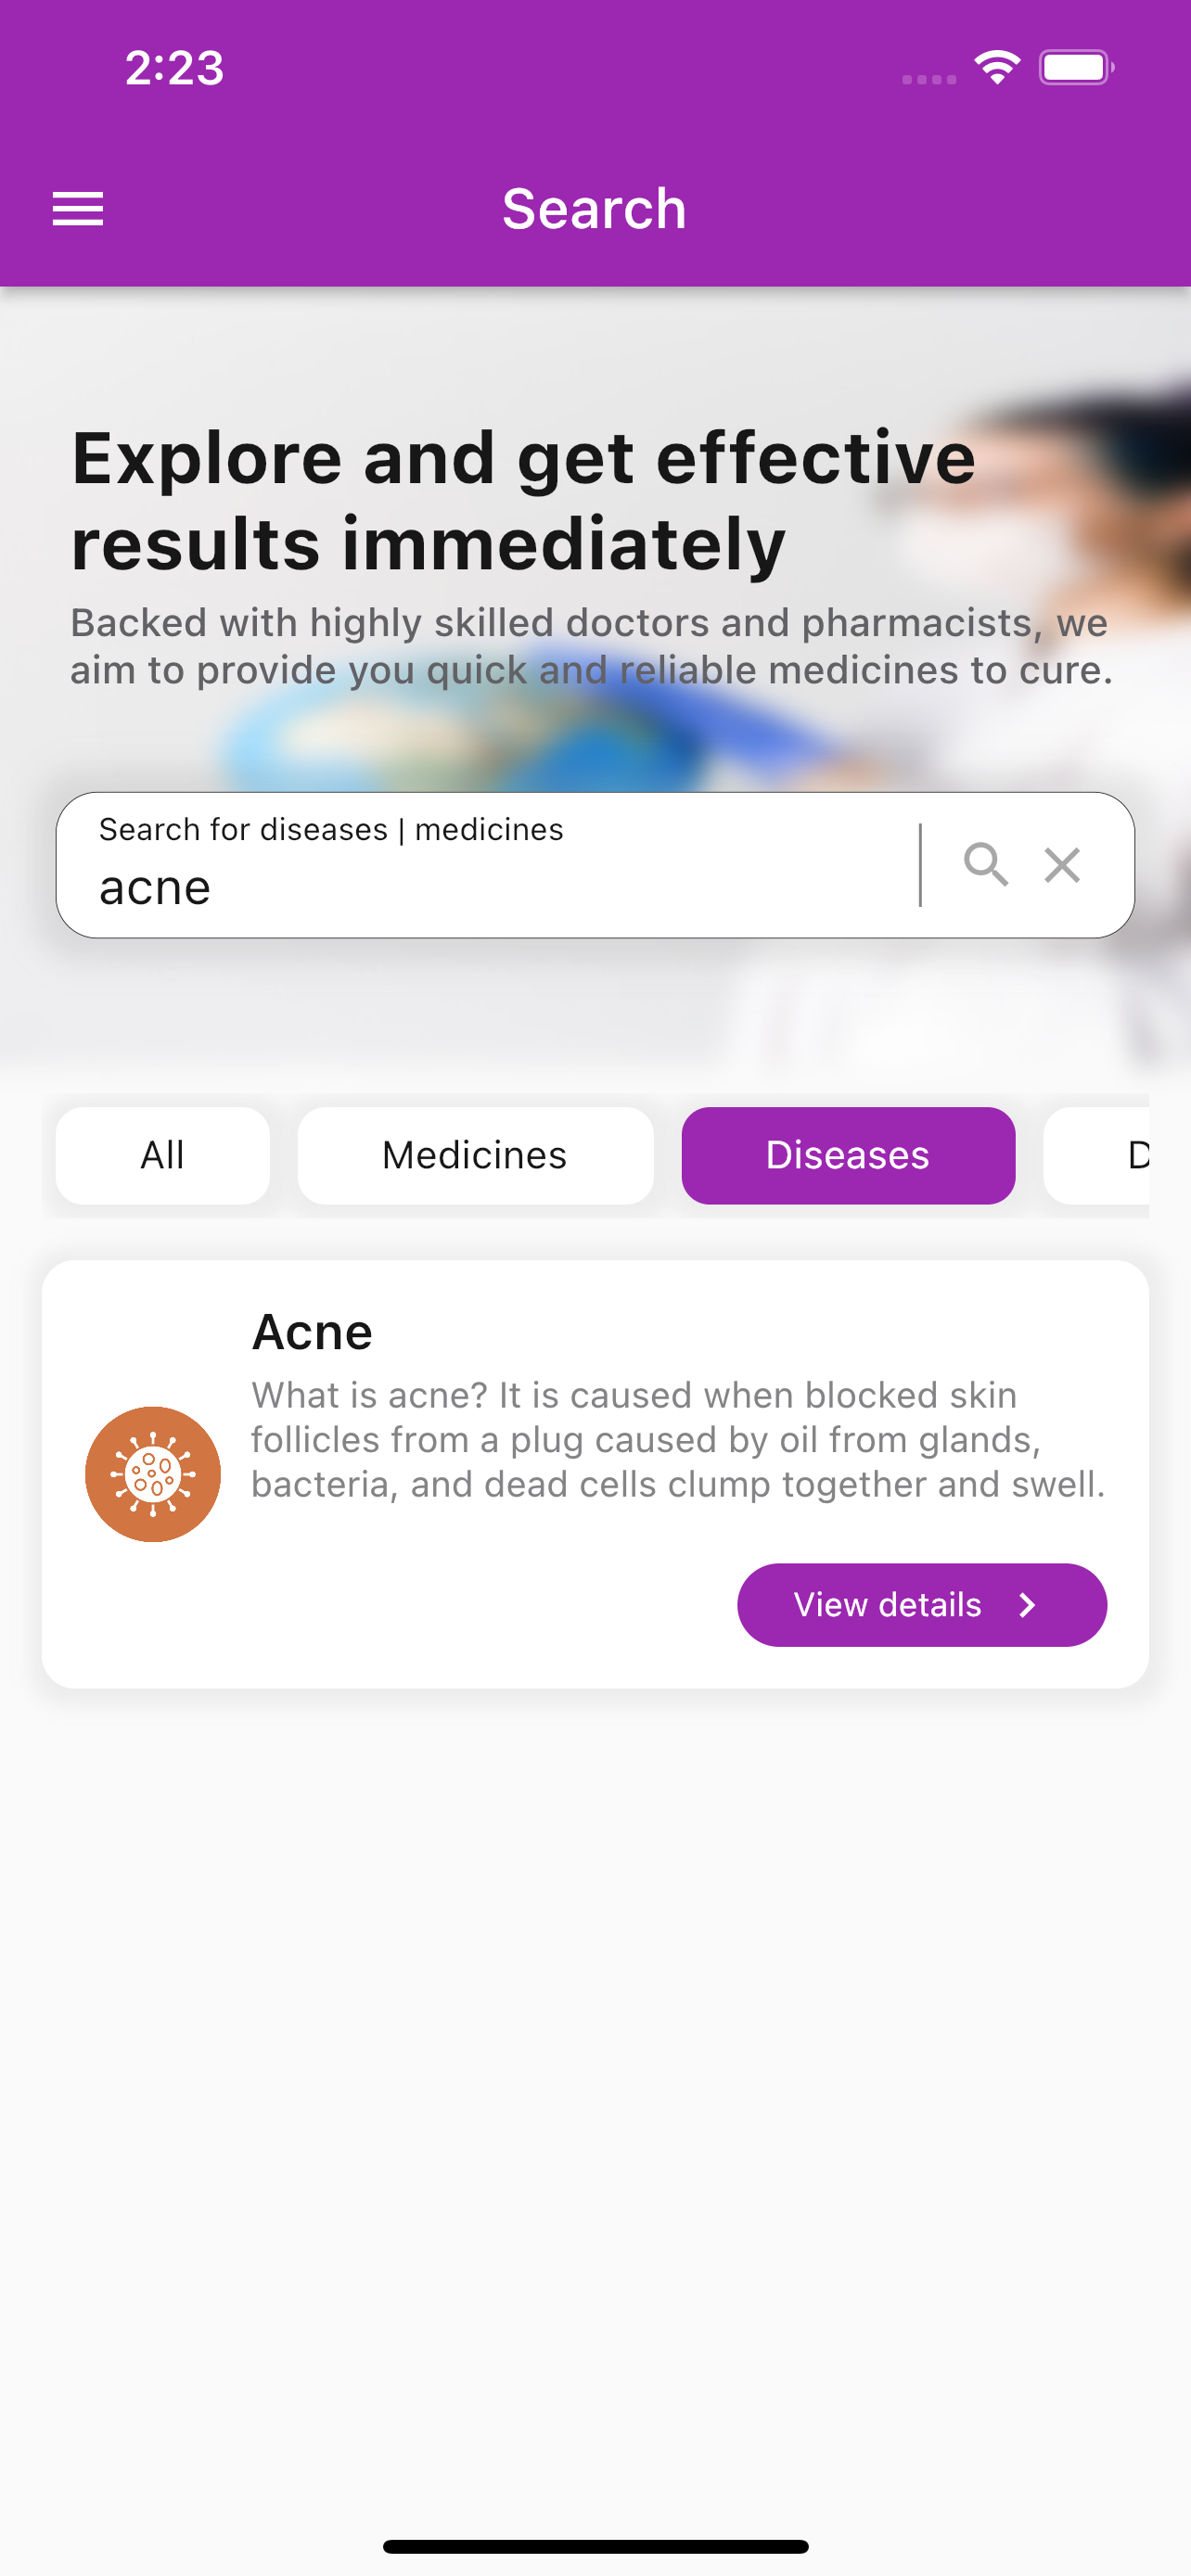 2:23
Search
Explore and get effective
results immediately
Backed with highly skilled doctors and pharmacists, we
aim to provide you quick and reliable medicines to cure.
Search for diseases | medicines
acne
All Medicines Diseases D
Acne
What is acne? It is caused when blocked skin
follicles from a plug caused by oil from glands,
bacteria, and dead cells clump together and swell.
View details